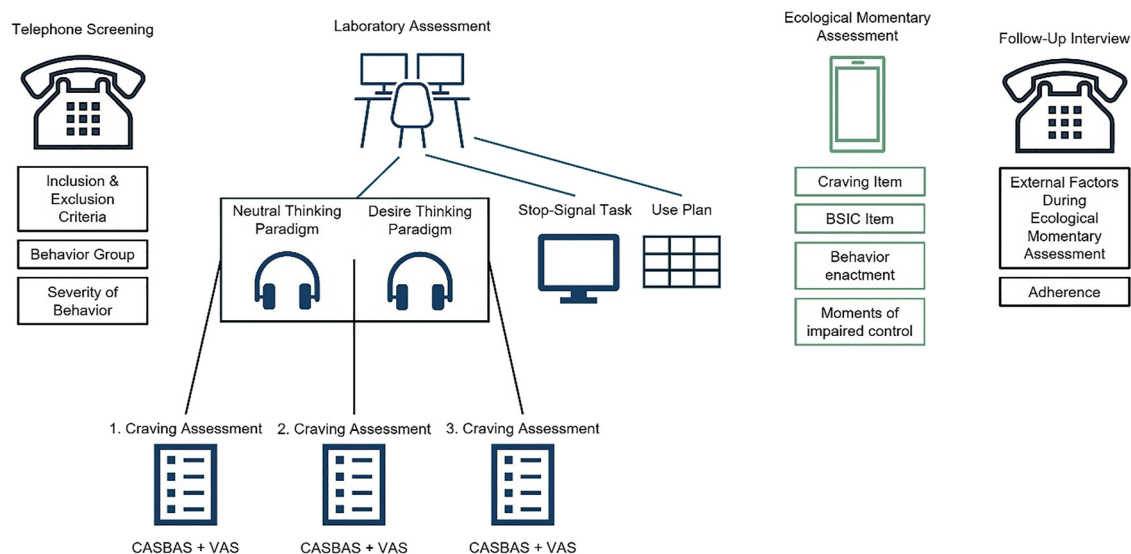 Telephone Screening
Inclusion &
Exclusion
Criteria
Behavior Group
Severity of
Behavior
Laboratory Assessment
Neutral Thinking
Paradigm
Desire Thinking
Paradigm
Stop-Signal Task
Use Plan
1. Craving Assessment
CASBAS + VAS
2. Craving Assessment
CASBAS + VAS
3. Craving Assessment
CASBAS + VAS
Ecological Momentary
Assessment
Craving Item
BSIC Item
Behavior
enactment
Moments of
impaired control
Follow-Up Interview
External Factors
During
Ecological
Momentary
Assessment
Adherence